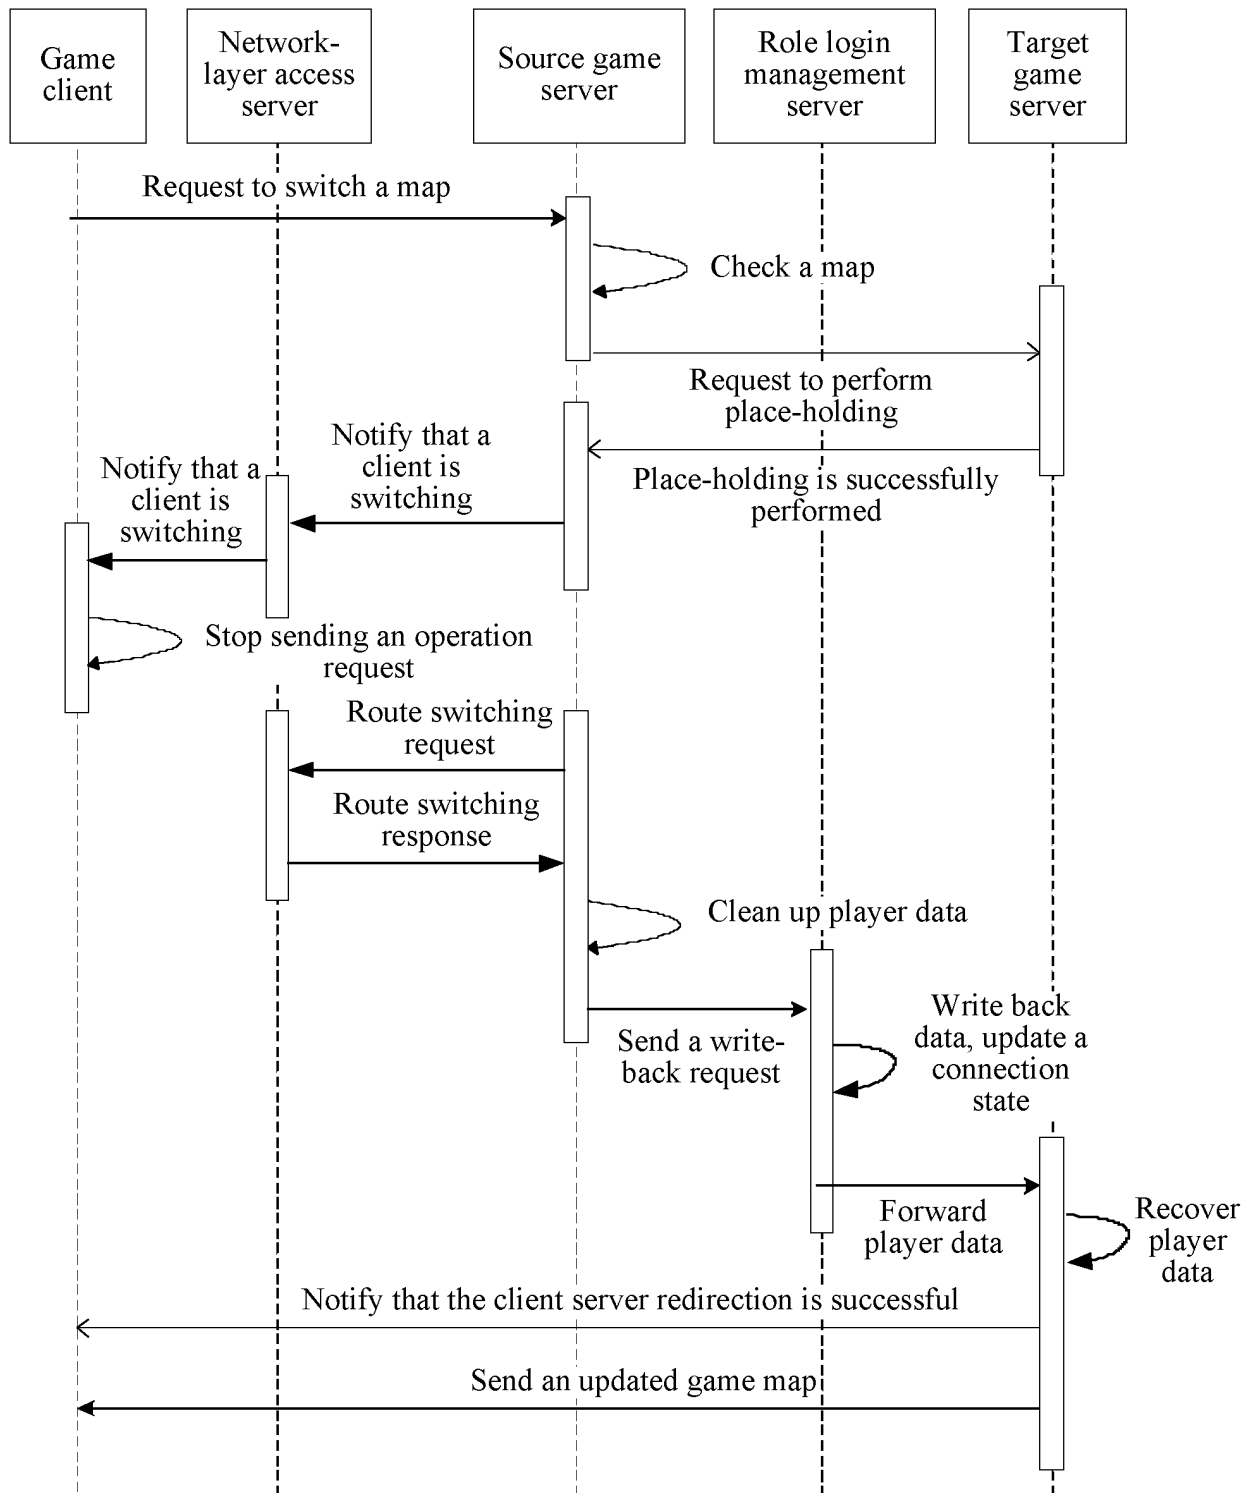 Game
client
Network-
layer access
server
Source game
server
Role login
management
server
Target
game
server
Request to switch a map
Check a map
Request to perform
place-holding
Notify that a
client is
switching
Notify that a
client is
switching
Place-holding is successfully
performed
Stop sending an operation
request
Route switching
request
Route switching
response
Clean up player data
Send a write-
back request
Write back
data, update a
connection
state
Forward
player data
Recover
player
data
Notify that the client server redirection is successful
Send an updated game map